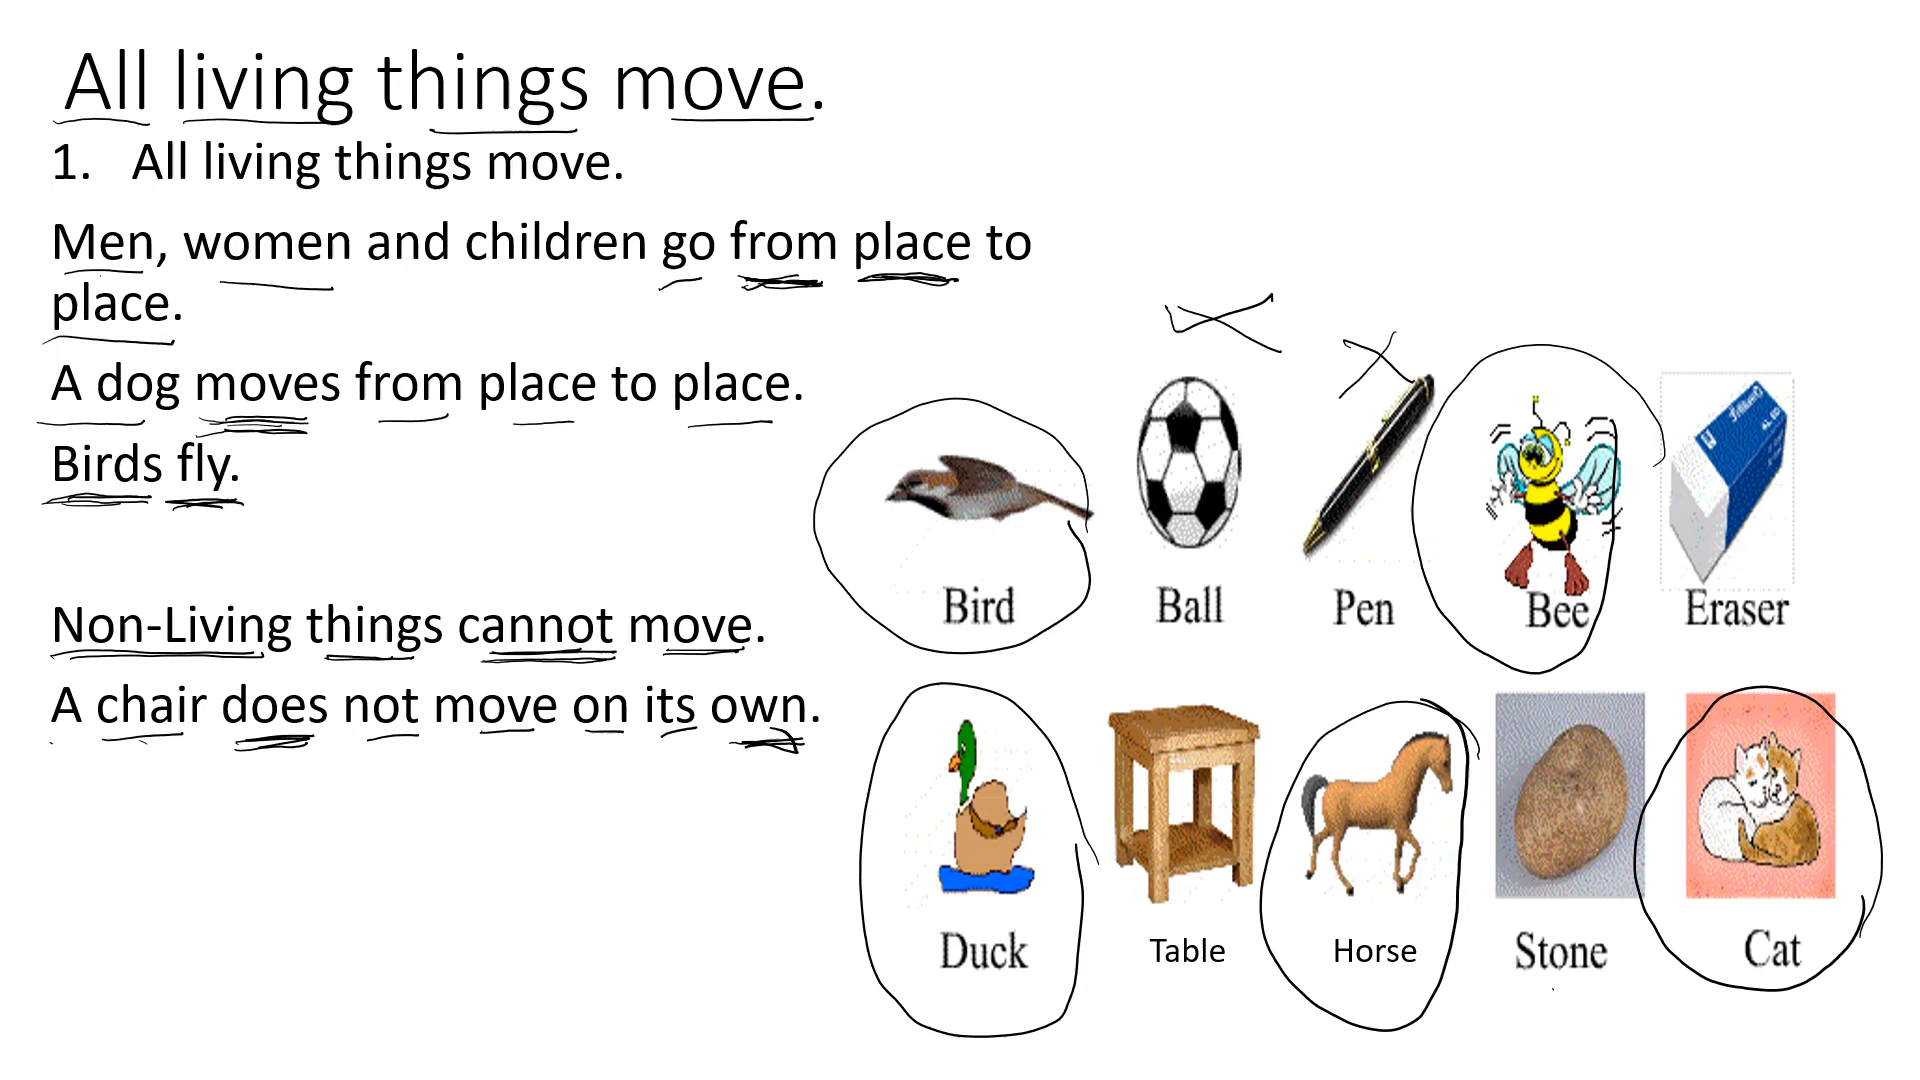 All living things move.
1. All living things move.
Men, women and children go from place to
place.
A dog moves from place to place.
Birds fly.
Non-Living things cannot move.
A chair does not move on its own.
Bird Ball Pen Bee Eraser
Duck Table Horse Stone Cat